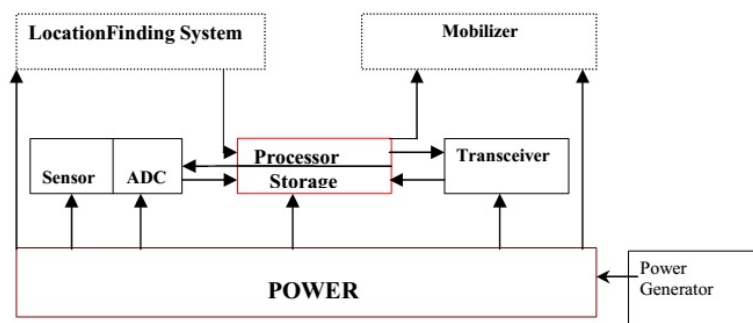 LocationFinding System
Mobilizer
Sensor
ADC
Processor
Storage
Transceiver
POWER
Power
Generator